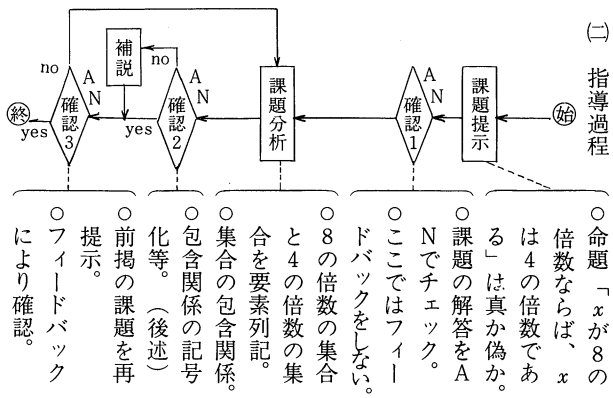 ㈡ 指導過程
始
課題提示
AN
確認1
課題分析
AN
確認2
yes
no
補説
AN
確認3
no
yes
終
○命題「xが8の
倍数ならば、x
は4の倍数であ
る」は真か偽か。
○課題の解答をA
Nでチェック。
○ここではフィー
ドバックをしない。
○8の倍数の集合
と4の倍数の集
合を要素列記。
○集合の包含関係。
○包含関係の記号
化等。（後述）
○前掲の課題を再
提示。
○フィードバック
により確認。